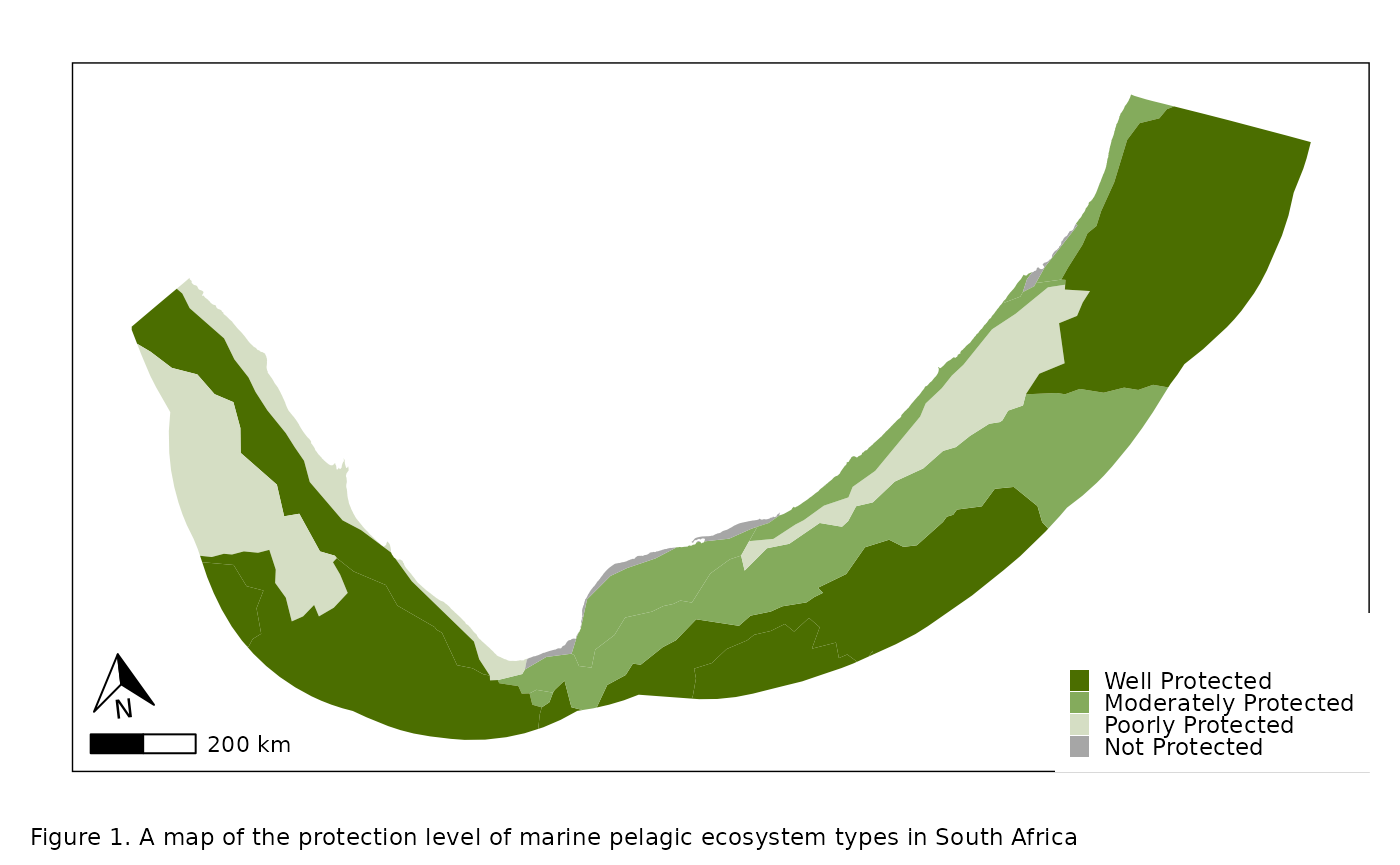 N
200 km
Well Protected
Moderately Protected
Poorly Protected
Not Protected
Figure 1. A map of the protection level of marine pelagic ecosystem types in South Africa